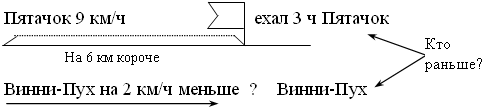 Пятачок 9 км/ч ехал 3 ч Пятачок
На 6 км короче
Кто
раньше?
Винни-Пух на 2 км/ч меньше ? Винни-Пух